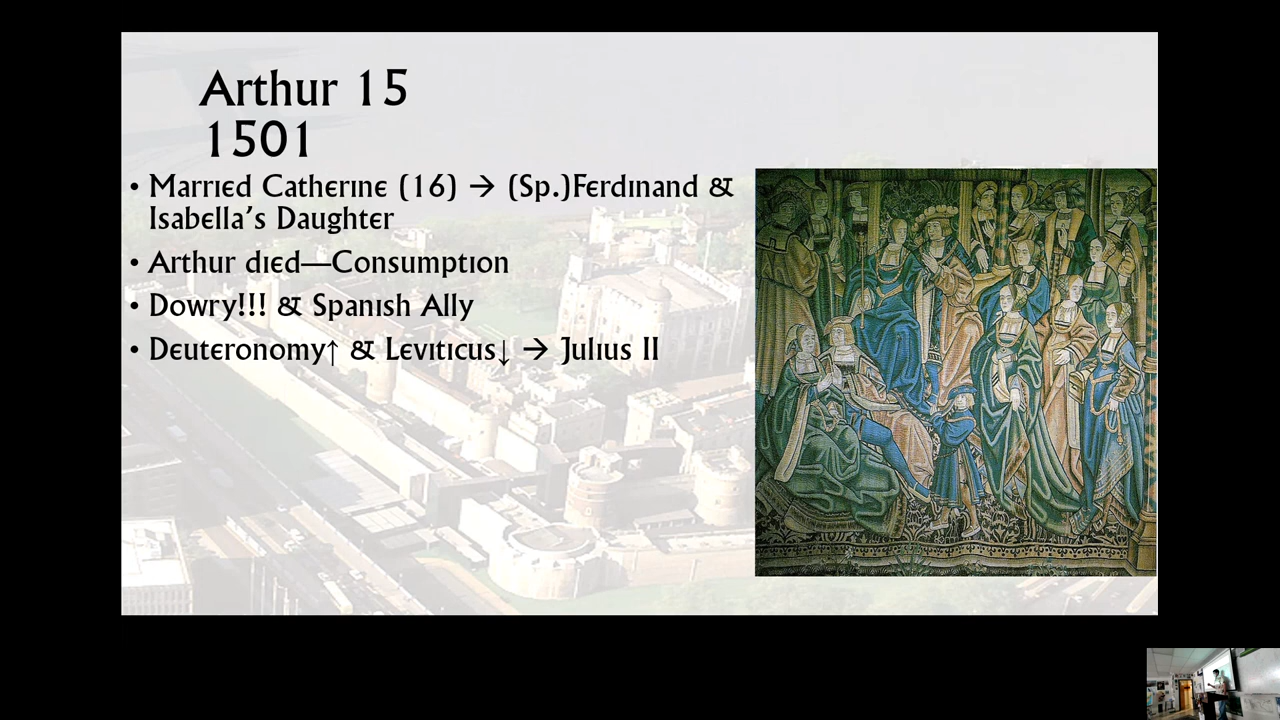 Arthur 15
1501
• Married Catherine (16) → (Sp.)Ferdinand &
Isabella's Daughter
• Arthur died—Consumption
• Dowry!!! & Spanish Ally
• Deuteronomy↑ & Leviticus↓ → Julius II